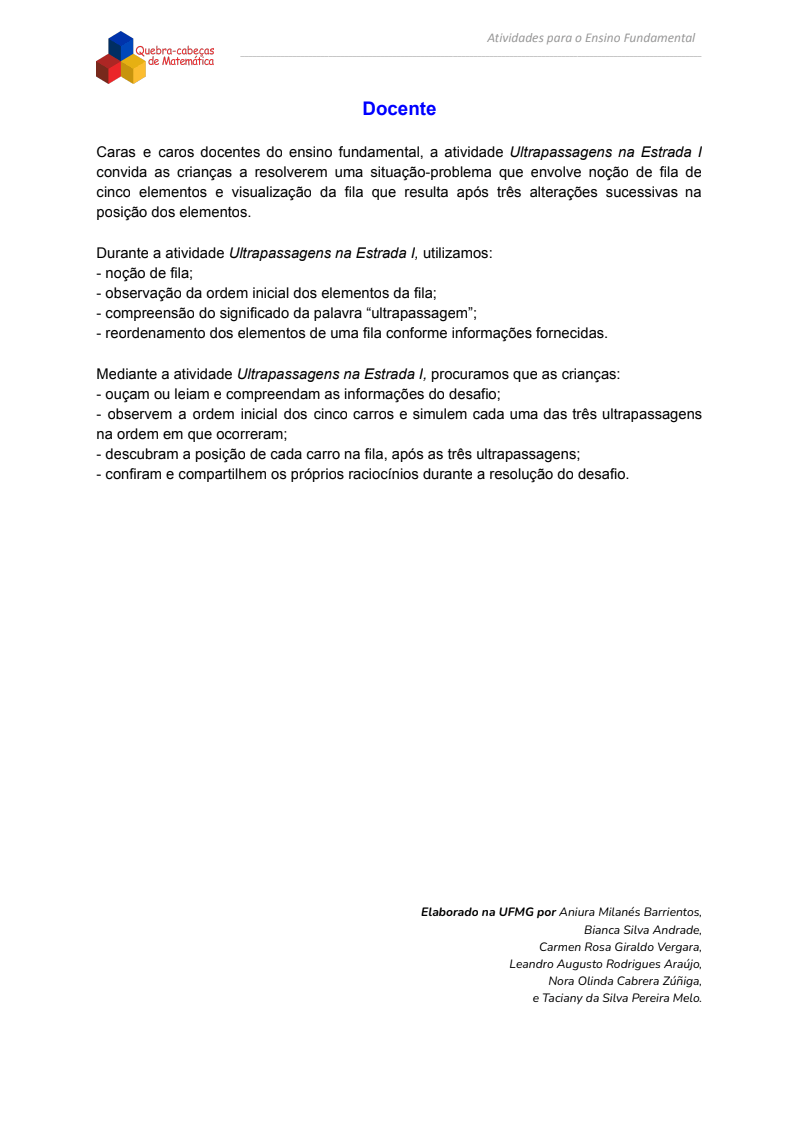 Quebra-cabeças
de Matemática
Atividades para o Ensino Fundamental
Docente
Caras e caros docentes do ensino fundamental, a atividade Ultrapassagens na Estrada I
convida as crianças a resolverem uma situação-problema que envolve noção de fila de
cinco elementos e visualização da fila que resulta após três alterações sucessivas na
posição dos elementos.
Durante a atividade Ultrapassagens na Estrada I, utilizamos:
- noção de fila;
- observação da ordem inicial dos elementos da fila;
- compreensão do significado da palavra “ultrapassagem”;
- reordenamento dos elementos de uma fila conforme informações fornecidas.
Mediante a atividade Ultrapassagens na Estrada I, procuramos que as crianças:
- ouçam ou leiam e compreendam as informações do desafio;
- observem a ordem inicial dos cinco carros e simulem cada uma das três ultrapassagens
na ordem em que ocorreram;
- descubram a posição de cada carro na fila, após as três ultrapassagens;
- confiram e compartilhem os próprios raciocínios durante a resolução do desafio.
Elaborado na UFMG por Aniura Milanés Barrientos,
Bianca Silva Andrade,
Carmen Rosa Giraldo Vergara,
Leandro Augusto Rodrigues Araújo,
Nora Olinda Cabrera Zúñiga,
e Taciany da Silva Pereira Melo.